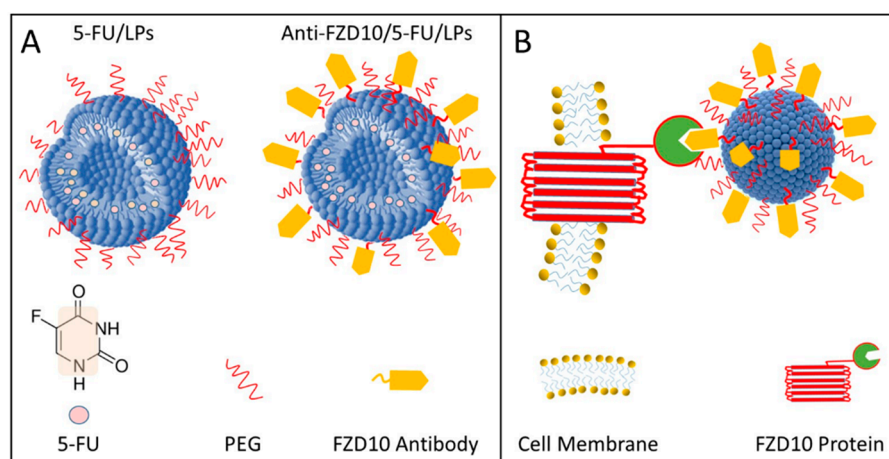 A
5-FU/LPs
Anti-FZD10/5-FU/LPs
B
O
F
NH
N
H
O
5-FU
PEG
FZD10 Antibody
Cell Membrane
FZD10 Protein